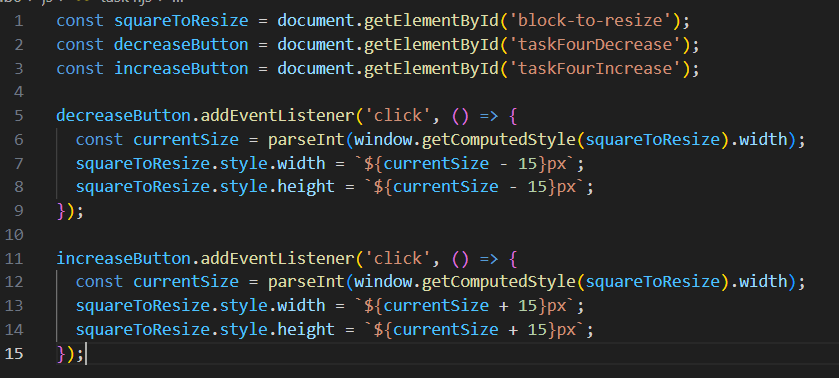 1 const squareToResize = document.getElementById('block-to-resize');
2 const decreaseButton = document.getElementById('taskFourDecrease');
3 const increaseButton = document.getElementById('taskFourIncrease');
4
5 decreaseButton.addEventListener('click', () => {
6   const currentSize = parseInt(window.getComputedStyle(squareToResize).width);
7   squareToResize.style.width = `${currentSize - 15}px`;
8   squareToResize.style.height = `${currentSize - 15}px`;
9 });
10
11 increaseButton.addEventListener('click', () => {
12   const currentSize = parseInt(window.getComputedStyle(squareToResize).width);
13   squareToResize.style.width = `${currentSize + 15}px`;
14   squareToResize.style.height = `${currentSize + 15}px`;
15 });